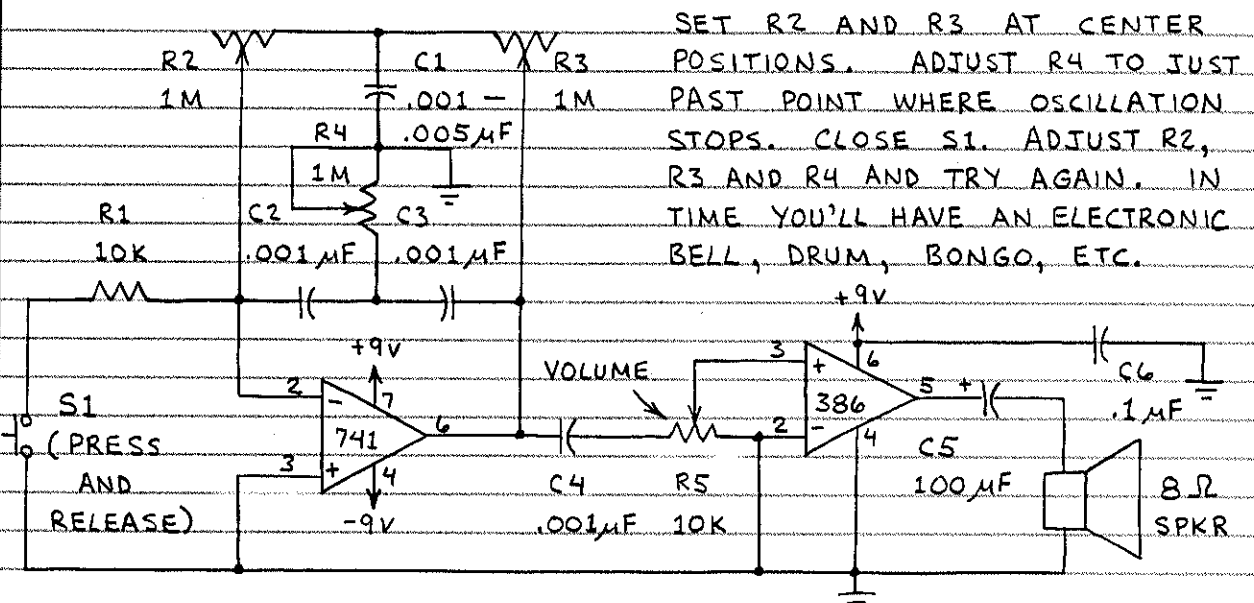 SET R2 AND R3 AT CENTER
POSITIONS. ADJUST R4 TO JUST
PAST POINT WHERE OSCILLATION
STOPS. CLOSE S1. ADJUST R2,
R3 AND R4 AND TRY AGAIN. IN
TIME YOU'LL HAVE AN ELECTRONIC
BELL, DRUM, BONGO, ETC.
R2
1M
C1
.001 –
.005µF
R3
1M
R4
1M
R1
10K
C2
.001µF
C3
.001µF
S1
(PRESS
AND
RELEASE)
+9V
2
-
7
741
6
3
+
4
-9V
C4
.001µF
VOLUME
R5
10K
+9V
3
+
6
386
5
+
2
-
4
C6
.1µF
C5
100µF
8Ω
SPKR